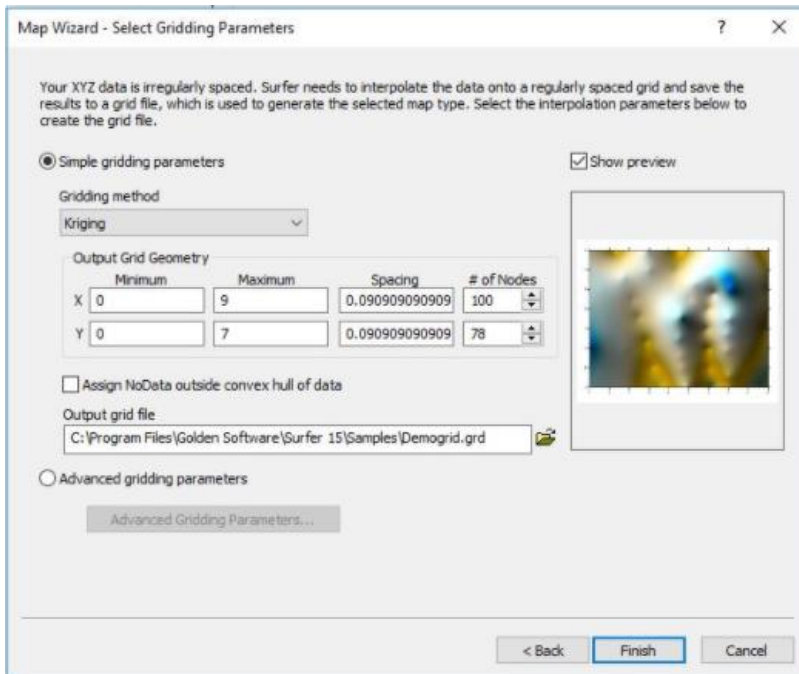 Map Wizard - Select Gridding Parameters
Your XYZ data is irregularly spaced. Surfer needs to interpolate the data onto a regularly spaced grid and save the
results to a grid file, which is used to generate the selected map type. Select the interpolation parameters below to
create the grid file.
Simple gridding parameters
Show preview
Gridding method
Kriging
Output Grid Geometry
Minimum Maximum Spacing # of Nodes
X 0 9 0.090909090909 100
Y 0 7 0.090909090909 78
Assign NoData outside convex hull of data
Output grid file
C:\Program Files\Golden Software\Surfer 15\Samples\Demogrid.grd
Advanced gridding parameters
Advanced Gridding Parameters...
< Back Finish Cancel